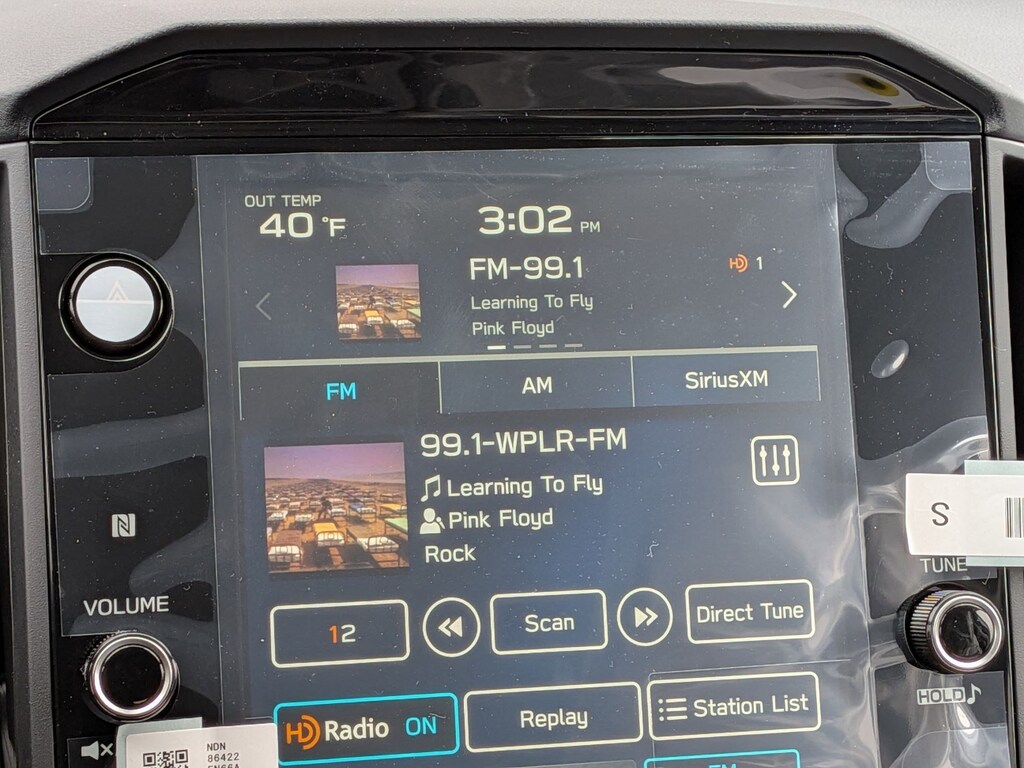 OUT TEMP
40 °F
3:02 PM
FM-99.1
HD 1
Learning To Fly
Pink Floyd
FM
AM
SiriusXM
99.1-WPLR-FM
Learning To Fly
Pink Floyd
Rock
S
TUNE
VOLUME
12
Scan
Direct Tune
HOLD
HD Radio ON
Replay
Station List
NDN
86422